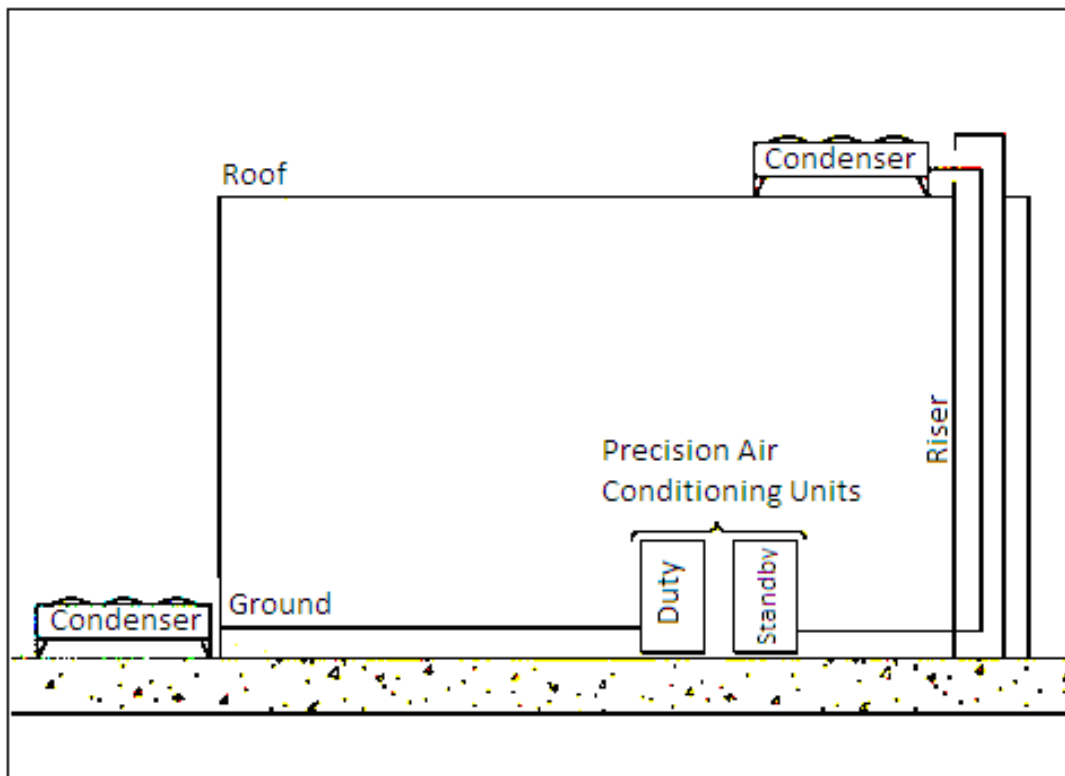 Condenser
Roof
Riser
Precision Air
Conditioning Units
Duty
Standby
Ground
Condenser